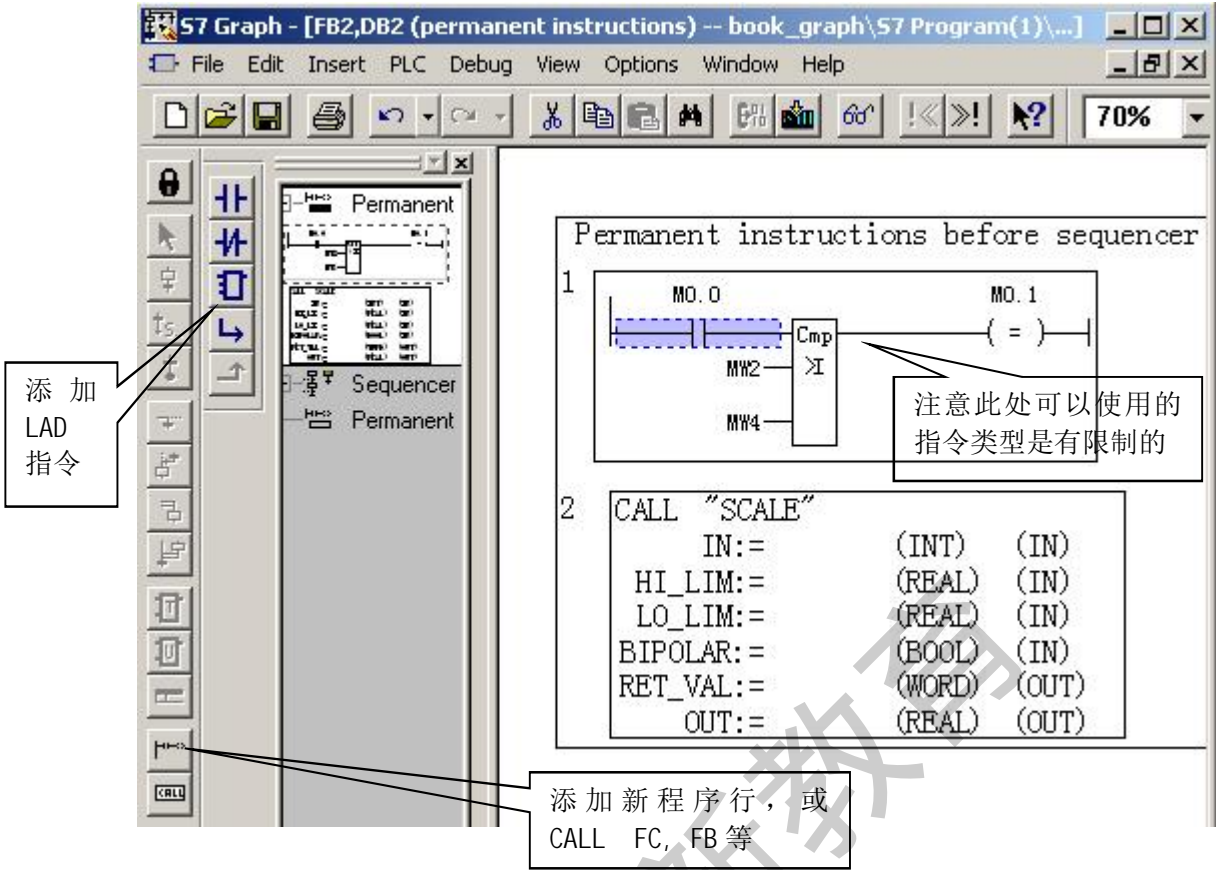 S7 Graph - [FB2,DB2 (permanent instructions) -- book_graph\S7 Program(1)\...]
File Edit Insert PLC Debug View Options Window Help
70%
Permanent
Sequencer
Permanent
Permanent instructions before sequencer
1
M0.0
M0.1
Cmp
( = )
>I
MW2
MW4
2
CALL "SCALE"
IN:= (INT) (IN)
HI_LIM:= (REAL) (IN)
LO_LIM:= (REAL) (IN)
BIPOLAR:= (BOOL) (IN)
RET_VAL:= (WORD) (OUT)
OUT:= (REAL) (OUT)
CALL
添加
LAD
指令
注意此处可以使用的
指令类型是有限制的
添加新程序行，或
CALL FC, FB 等
新教育